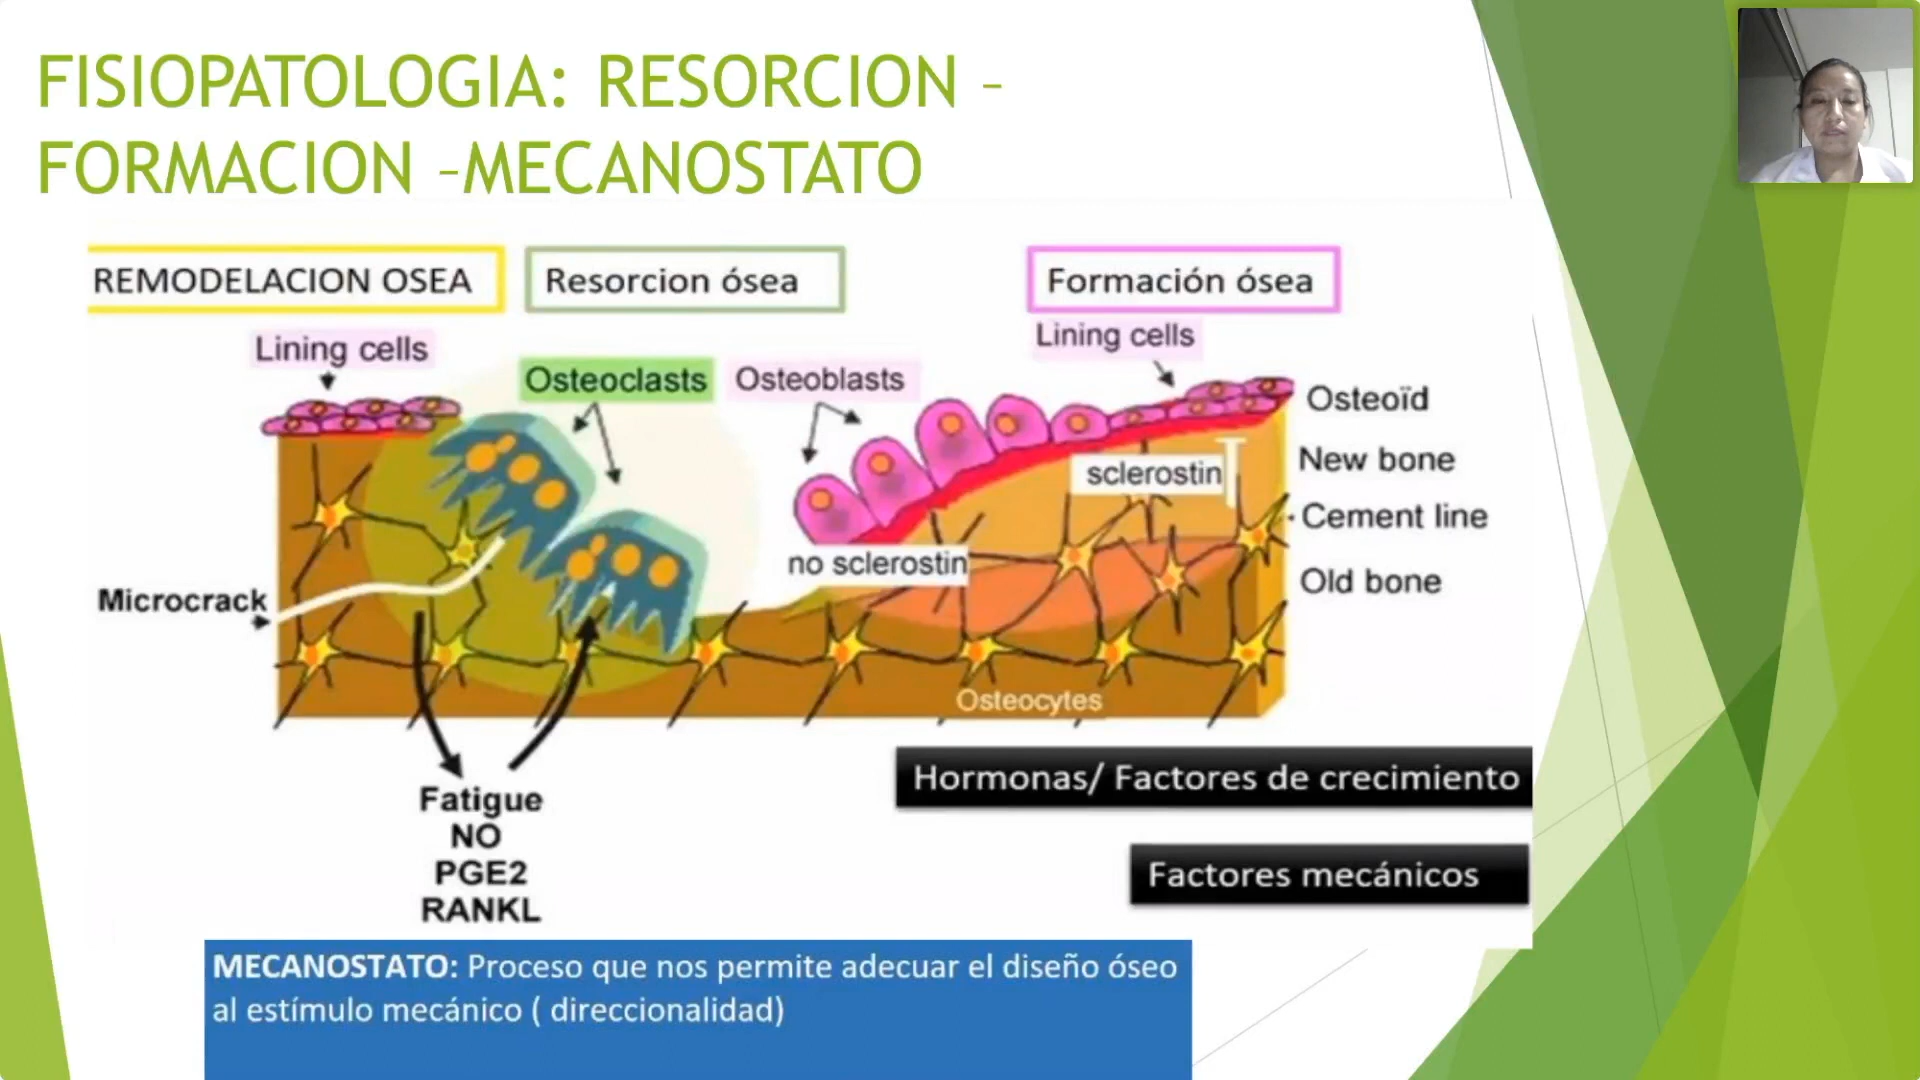 FISIOPATOLOGIA: RESORCION –
FORMACION –MECANOSTATO
REMODELACION OSEA
Resorcion ósea
Formación ósea
Lining cells
Osteoclasts
Osteoblasts
Lining cells
Osteoïd
New bone
Cement line
Old bone
sclerostin
no sclerostin
Microcrack
Osteocytes
Fatigue
NO
PGE2
RANKL
Hormonas/ Factores de crecimiento
Factores mecánicos
MECANOSTATO: Proceso que nos permite adecuar el diseño óseo
al estímulo mecánico ( direccionalidad)